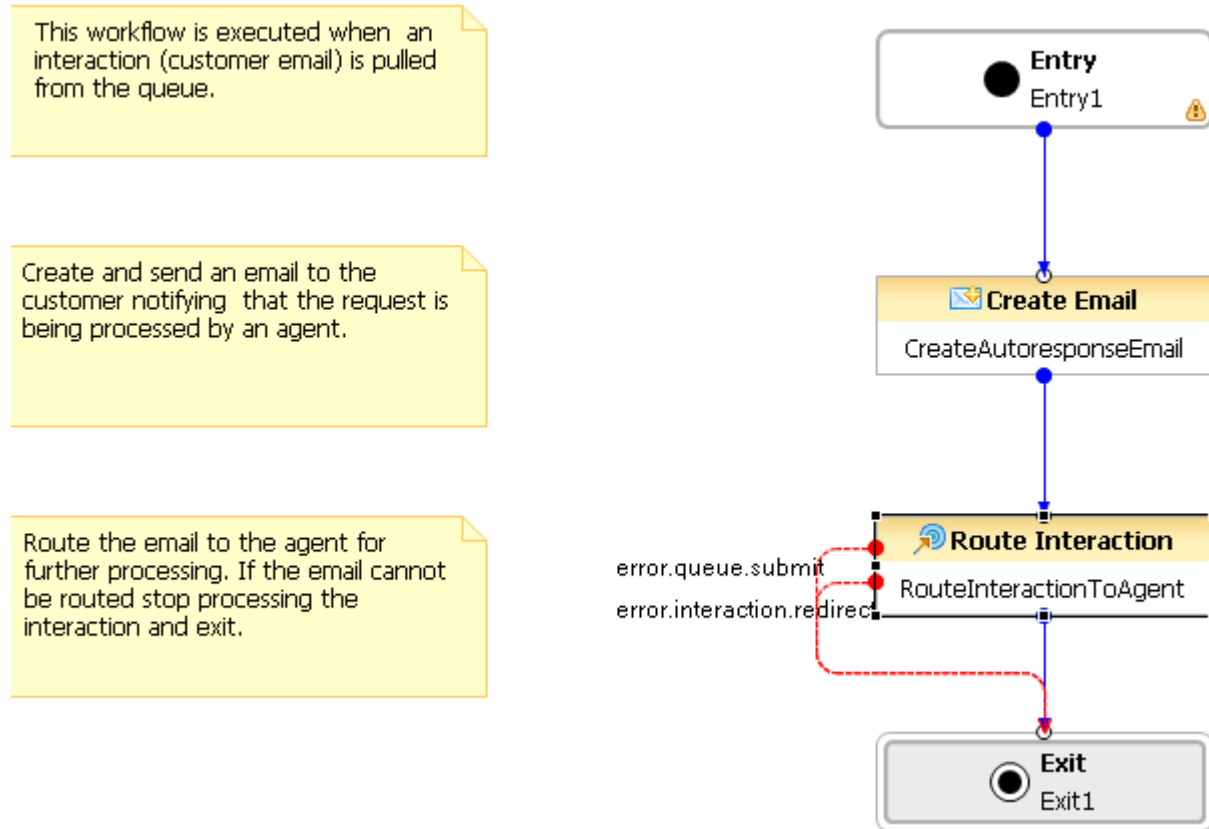 This workflow is executed when an
interaction (customer email) is pulled
from the queue.
Entry
Entry1
Create and send an email to the
customer notifying that the request is
being processed by an agent.
Create Email
CreateAutoresponseEmail
Route the email to the agent for
further processing. If the email cannot
be routed stop processing the
interaction and exit.
Route Interaction
RouteInteractionToAgent
error.queue.submit
error.interaction.redirect
Exit
Exit1